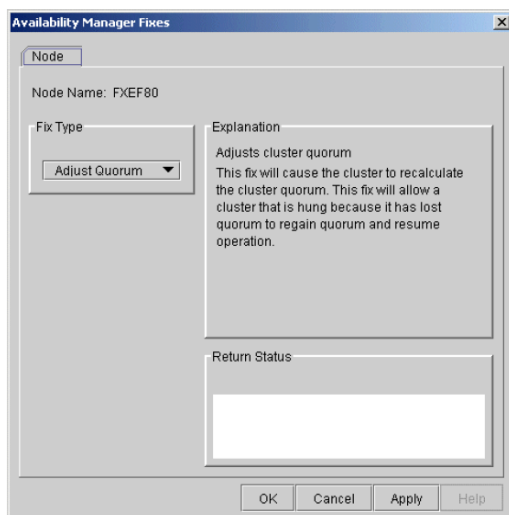 Availability Manager Fixes
Node
Node Name: FXEF80
Fix Type
Adjust Quorum
Explanation
Adjusts cluster quorum
This fix will cause the cluster to recalculate
the cluster quorum. This fix will allow a
cluster that is hung because it has lost
quorum to regain quorum and resume
operation.
Return Status
OK
Cancel
Apply
Help